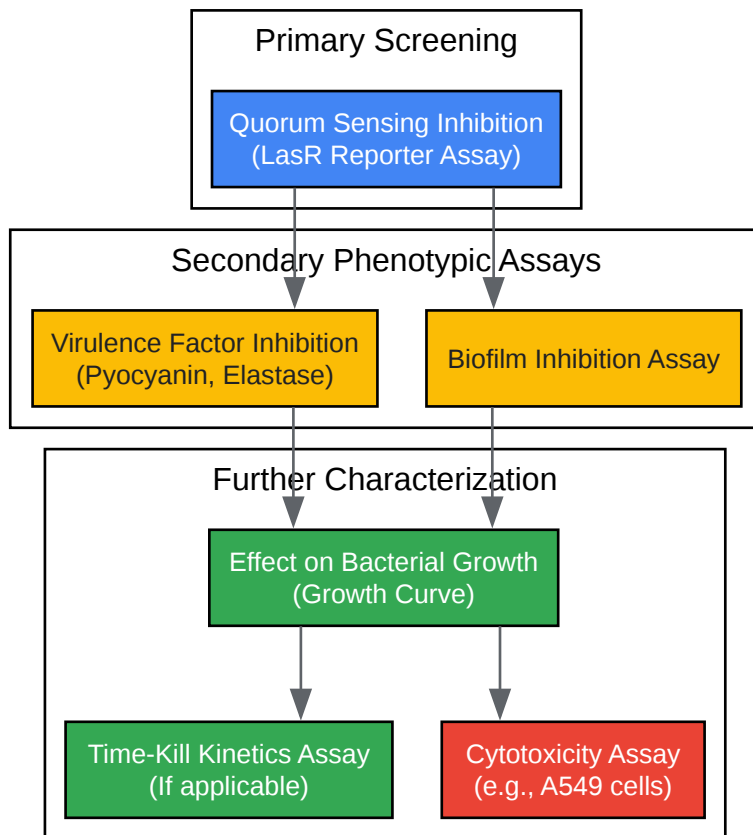 Primary Screening
Quorum Sensing Inhibition
(LasR Reporter Assay)
Secondary Phenotypic Assays
Virulence Factor Inhibition
(Pyocyanin, Elastase)
Biofilm Inhibition Assay
Further Characterization
Effect on Bacterial Growth
(Growth Curve)
Time-Kill Kinetics Assay
(If applicable)
Cytotoxicity Assay
(e.g., A549 cells)